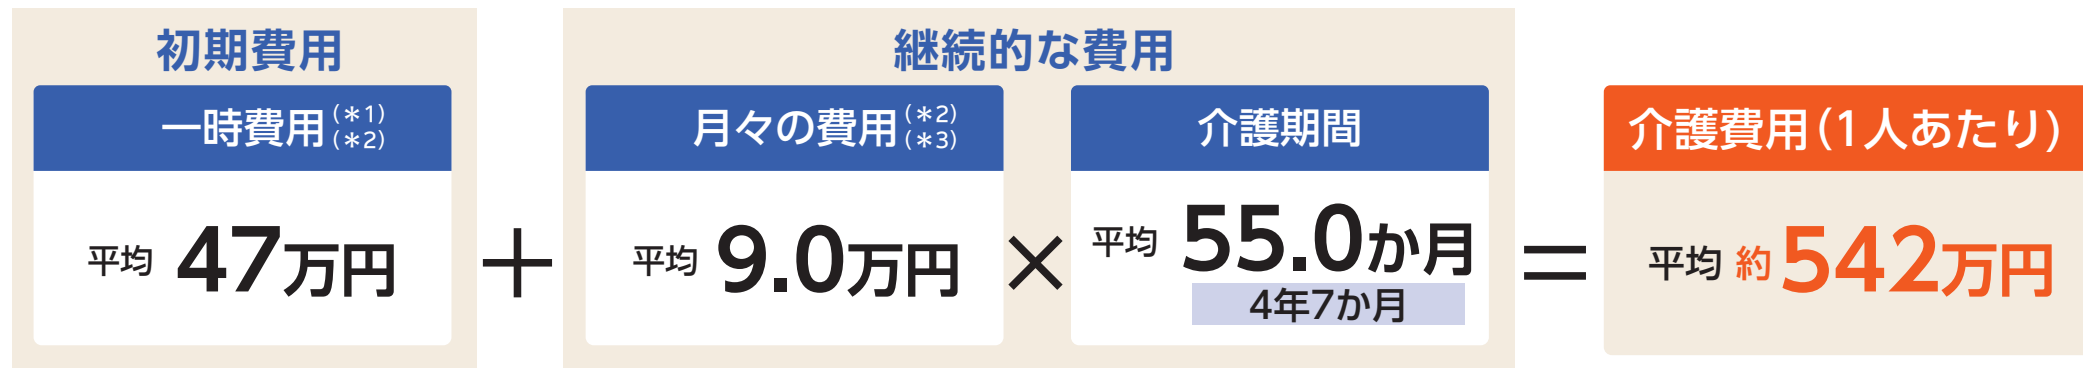 初期費用
一時費用(＊1)(＊2)
平均 47万円
＋
継続的な費用
月々の費用(＊2)(＊3)
平均 9.0万円
×
介護期間
平均 55.0か月
4年7か月
＝
介護費用(1人あたり)
平均 約542万円